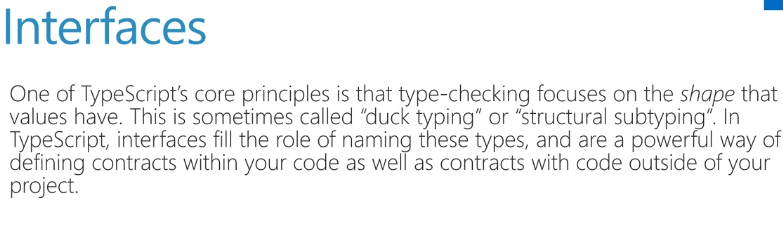 Interfaces
One of TypeScript's core principles is that type-checking focuses on the shape that
values have. This is sometimes called "duck typing" or "structural subtyping". In
TypeScript, interfaces fill the role of naming these types, and are a powerful way of
defining contracts within your code as well as contracts with code outside of your
project.